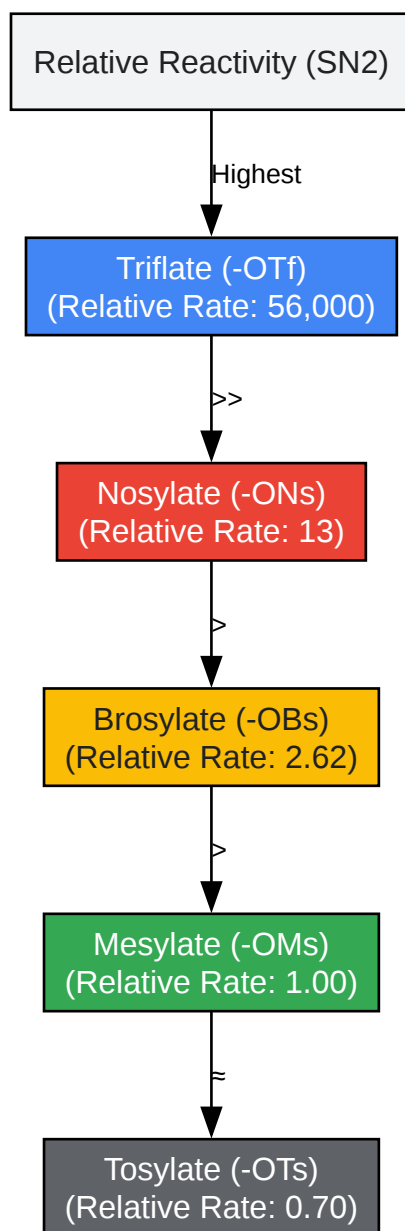 Relative Reactivity (SN2)
Highest
Triflate (-OTf)
(Relative Rate: 56,000)
>>
Nosylate (-ONs)
(Relative Rate: 13)
>
Brosylate (-OBs)
(Relative Rate: 2.62)
>
Mesylate (-OMs)
(Relative Rate: 1.00)
≈
Tosylate (-OTs)
(Relative Rate: 0.70)